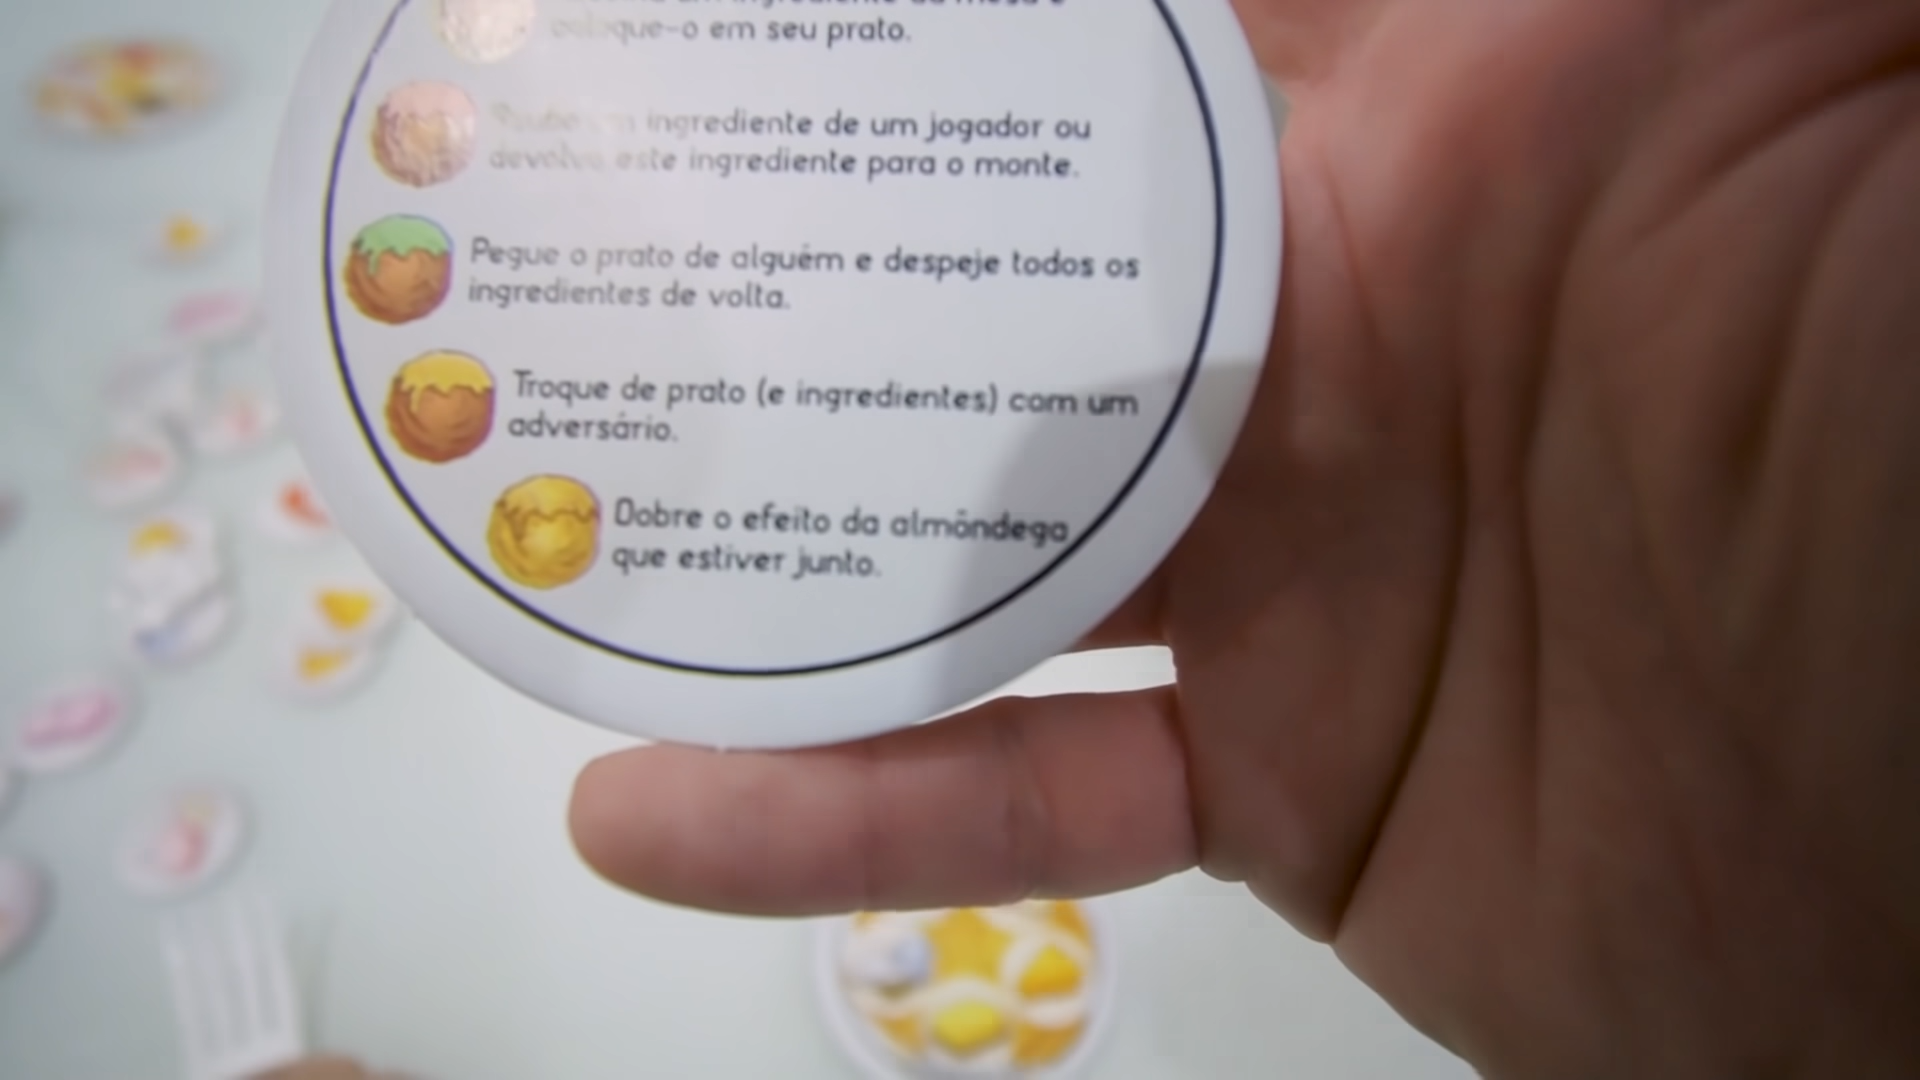 em seu prato.
ingrediente de um jogador ou
devolva este ingrediente para o monte.
Pegue o prato de alguém e despeje todos os
ingredientes de volta.
Troque de prato (e ingredientes) com um
adversário.
Dobre o efeito da almôndega
que estiver junto.